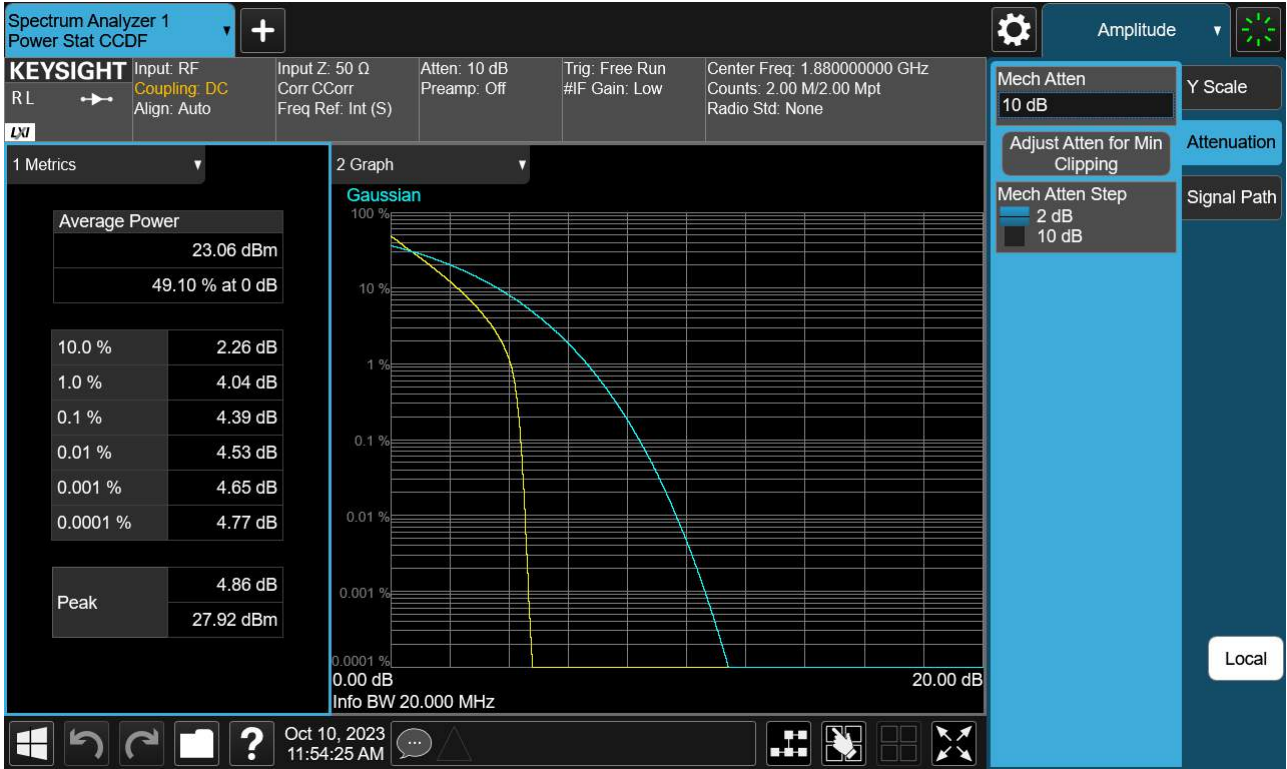 Spectrum Analyzer 1
Power Stat CCDF
+
Amplitude
KEYSIGHT
R L
LXI
Input: RF
Coupling: DC
Align: Auto
Input Z: 50 Ω
Corr CCorr
Freq Ref: Int (S)
Atten: 10 dB
Preamp: Off
Trig: Free Run
#IF Gain: Low
Center Freq: 1.880000000 GHz
Counts: 2.00 M/2.00 Mpt
Radio Std: None
1 Metrics
Average Power
23.06 dBm
49.10 % at 0 dB
10.0 % 2.26 dB
1.0 % 4.04 dB
0.1 % 4.39 dB
0.01 % 4.53 dB
0.001 % 4.65 dB
0.0001 % 4.77 dB
Peak
4.86 dB
27.92 dBm
2 Graph
Gaussian
100 %
10 %
1 %
0.1 %
0.01 %
0.001 %
0.0001 %
0.00 dB 20.00 dB
Info BW 20.000 MHz
Mech Atten
10 dB
Adjust Atten for Min
Clipping
Mech Atten Step
2 dB
10 dB
Y Scale
Attenuation
Signal Path
Local
?
Oct 10, 2023
11:54:25 AM